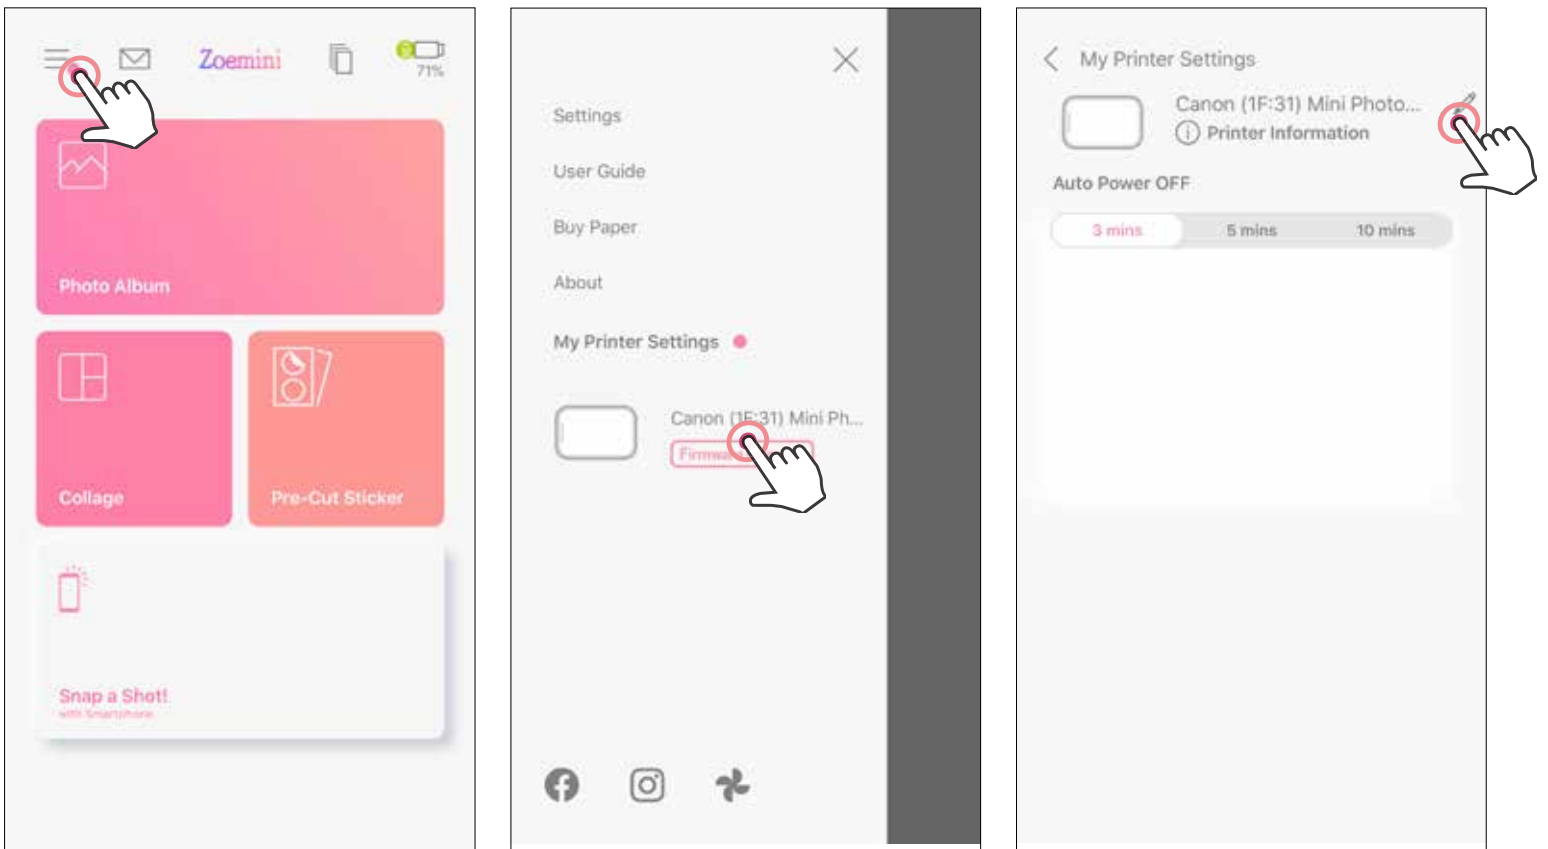 Zoemini
71%
Photo Album
Collage
Pre-Cut Sticker
Snap a Shot!
with Smartphone
Settings
User Guide
Buy Paper
About
My Printer Settings
Canon (1F:31) Mini Ph...
My Printer Settings
Canon (1F:31) Mini Photo...
Printer Information
Auto Power OFF
3 mins
5 mins
10 mins